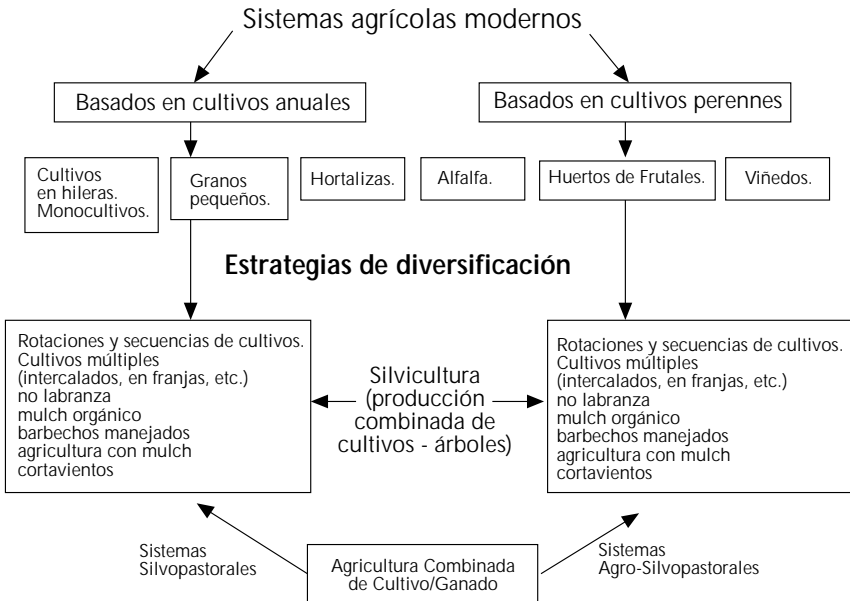 Sistemas agrícolas modernos
Basados en cultivos anuales
Basados en cultivos perennes
Cultivos
en hileras.
Monocultivos.
Granos
pequeños.
Hortalizas.
Alfalfa.
Huertos de Frutales.
Viñedos.
Estrategias de diversificación
Rotaciones y secuencias de cultivos.
Cultivos múltiples
(intercalados, en franjas, etc.)
no labranza
mulch orgánico
barbechos manejados
agricultura con mulch
cortavientos
Silvicultura
(producción
combinada de
cultivos - árboles)
Rotaciones y secuencias de cultivos.
Cultivos múltiples
(intercalados, en franjas, etc.)
no labranza
mulch orgánico
barbechos manejados
agricultura con mulch
cortavientos
Sistemas
Silvopastorales
Agricultura Combinada
de Cultivo/Ganado
Sistemas
Agro-Silvopastorales